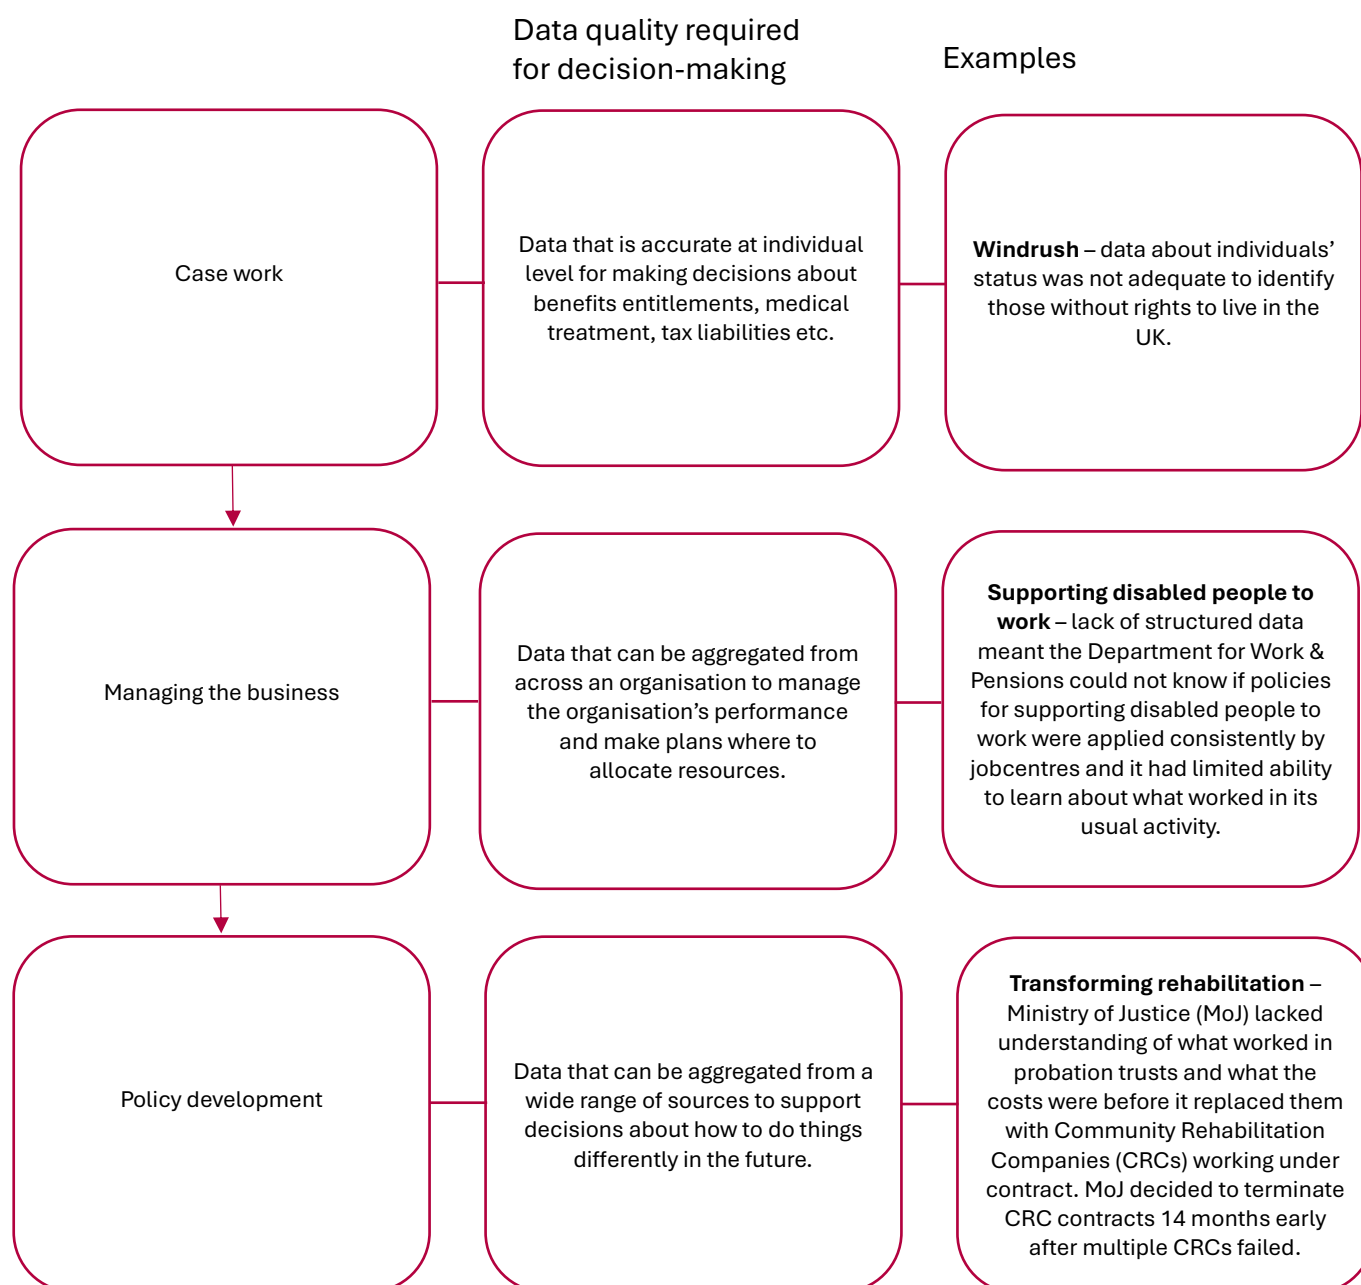 Data quality required
for decision-making
Examples
Case work
Data that is accurate at individual
level for making decisions about
benefits entitlements, medical
treatment, tax liabilities etc.
Windrush – data about individuals’
status was not adequate to identify
those without rights to live in the
UK.
Managing the business
Data that can be aggregated from
across an organisation to manage
the organisation’s performance
and make plans where to
allocate resources.
Supporting disabled people to
work – lack of structured data
meant the Department for Work &
Pensions could not know if policies
for supporting disabled people to
work were applied consistently by
jobcentres and it had limited ability
to learn about what worked in its
usual activity.
Policy development
Data that can be aggregated from a
wide range of sources to support
decisions about how to do things
differently in the future.
Transforming rehabilitation –
Ministry of Justice (MoJ) lacked
understanding of what worked in
probation trusts and what the
costs were before it replaced them
with Community Rehabilitation
Companies (CRCs) working under
contract. MoJ decided to terminate
CRC contracts 14 months early
after multiple CRCs failed.